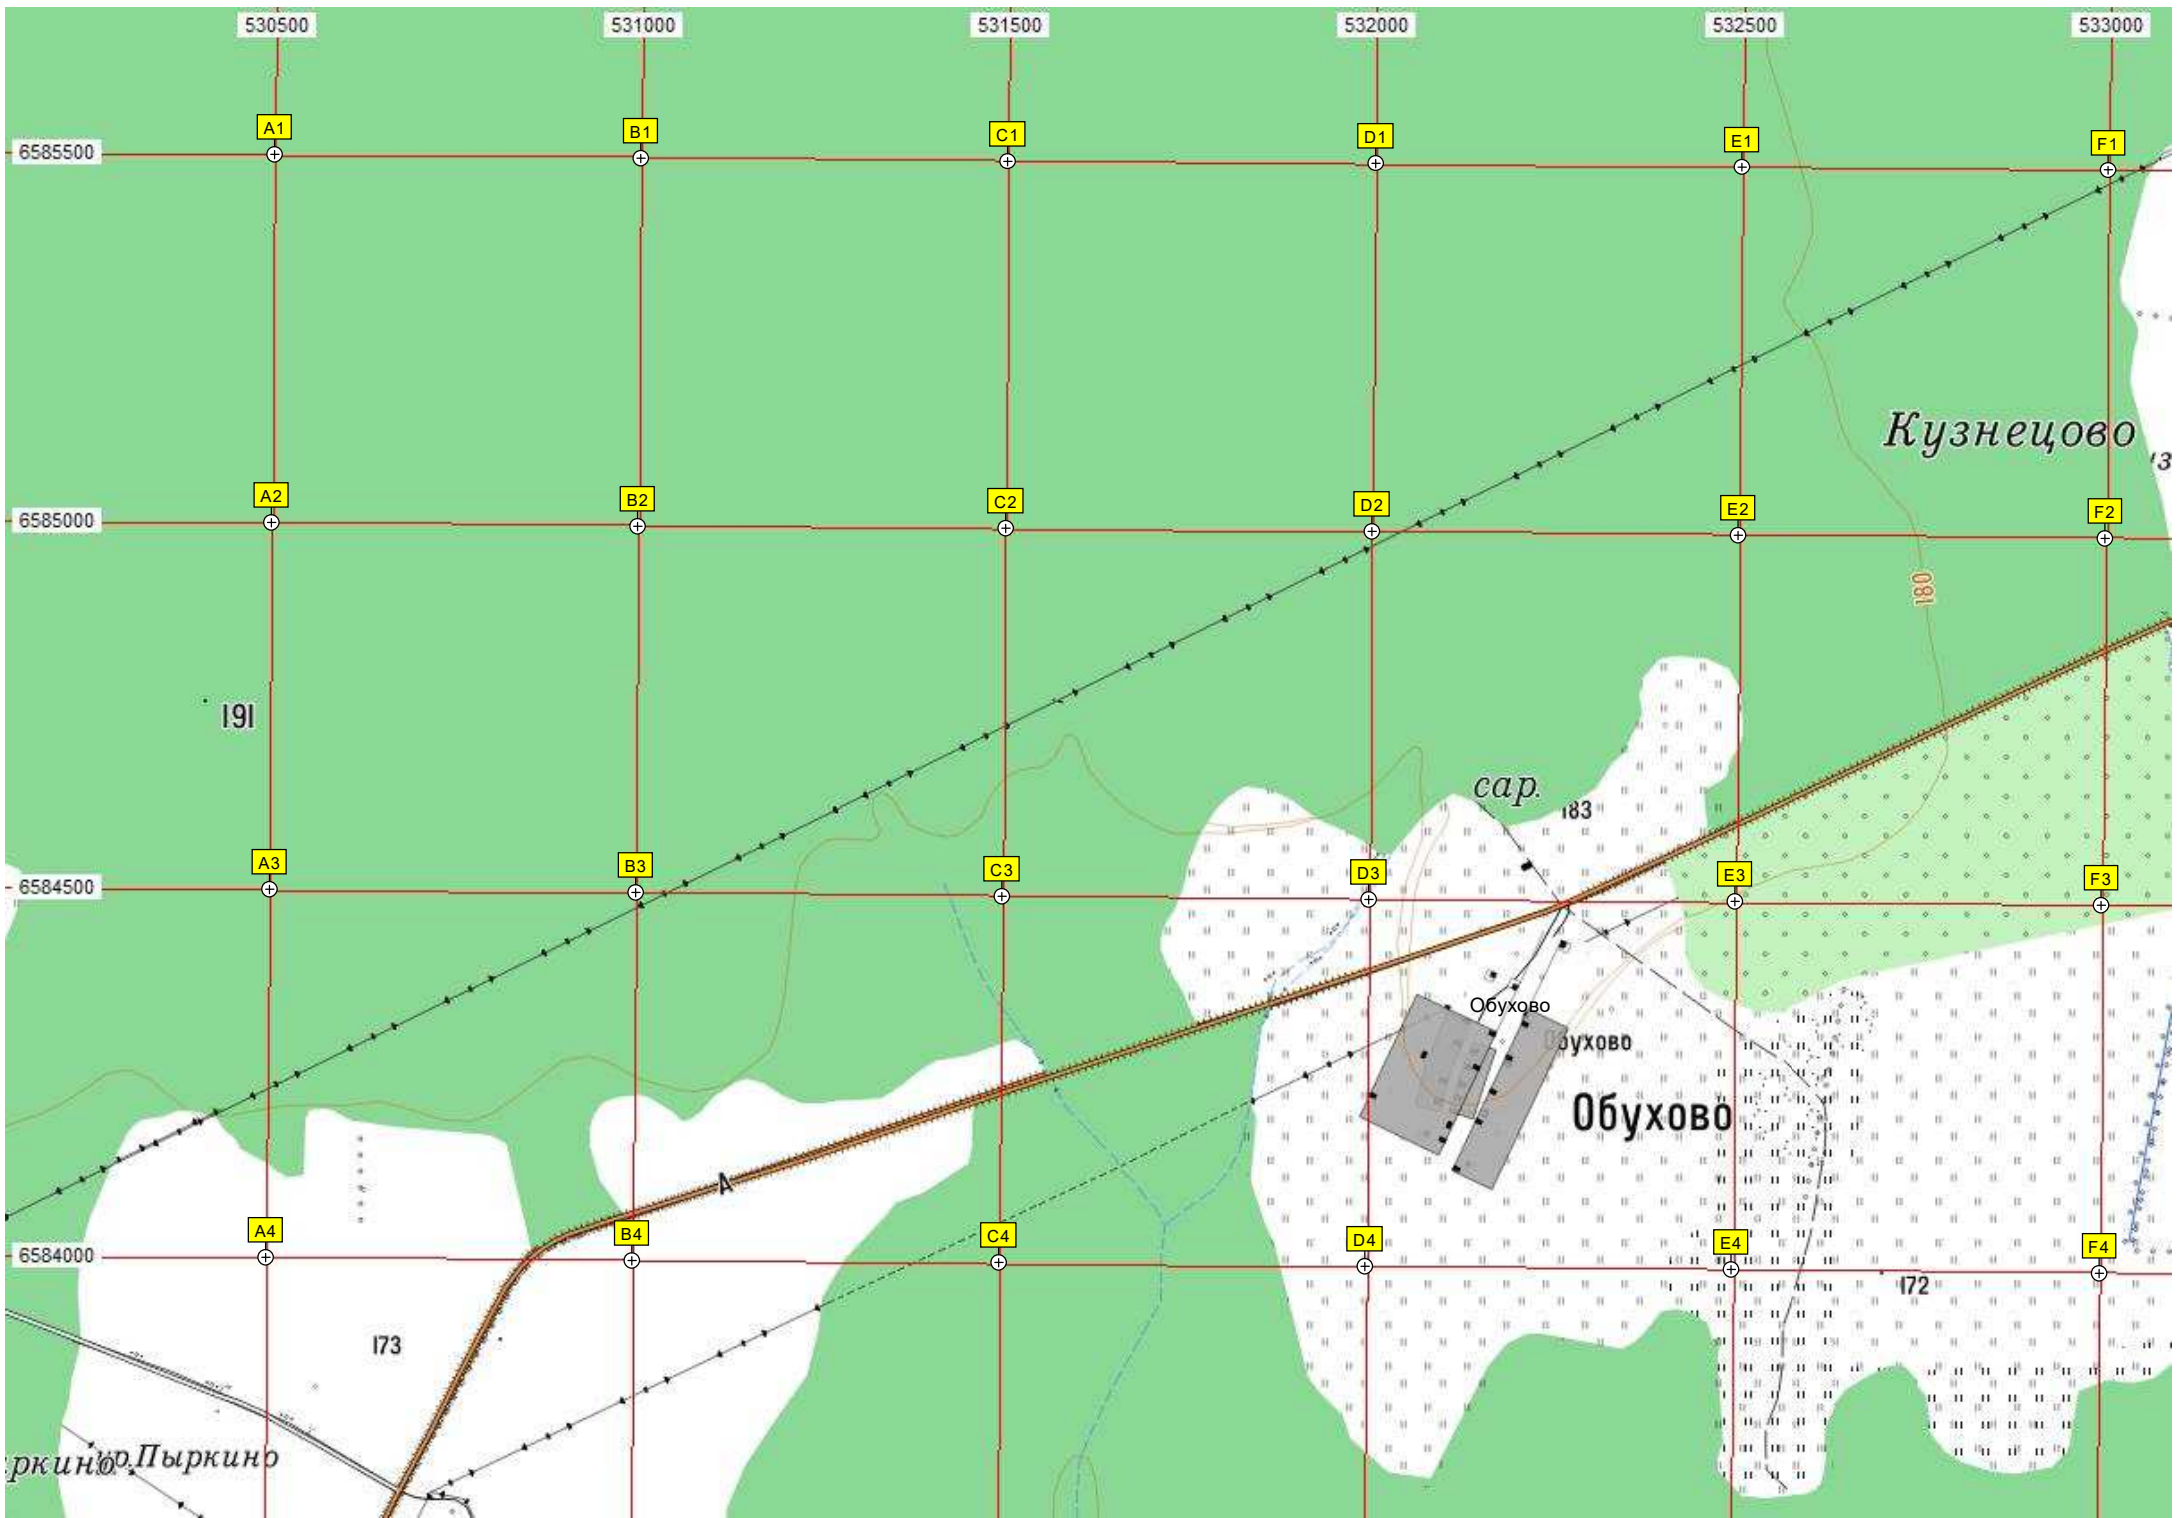 530500 531000 531500 532000 532500 533000
A1 B1 C1 D1 E1 F1
6585500
Кузнецово
A2 B2 C2 D2 E2 F2
6585000
180
191
сар.
183
A3 B3 C3 D3 E3 F3
6584500
Обухово
Обухово
Обухово
А
A4 B4 C4 D4 E4 F4
6584000
172
173
ркино
ур.Пыркино